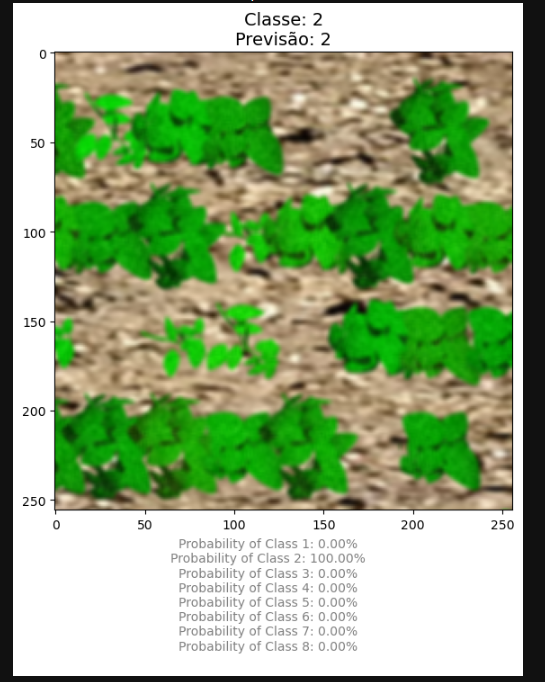 Classe: 2
Previsão: 2
0
50
100
150
200
250
0 50 100 150 200 250
Probability of Class 1: 0.00%
Probability of Class 2: 100.00%
Probability of Class 3: 0.00%
Probability of Class 4: 0.00%
Probability of Class 5: 0.00%
Probability of Class 6: 0.00%
Probability of Class 7: 0.00%
Probability of Class 8: 0.00%